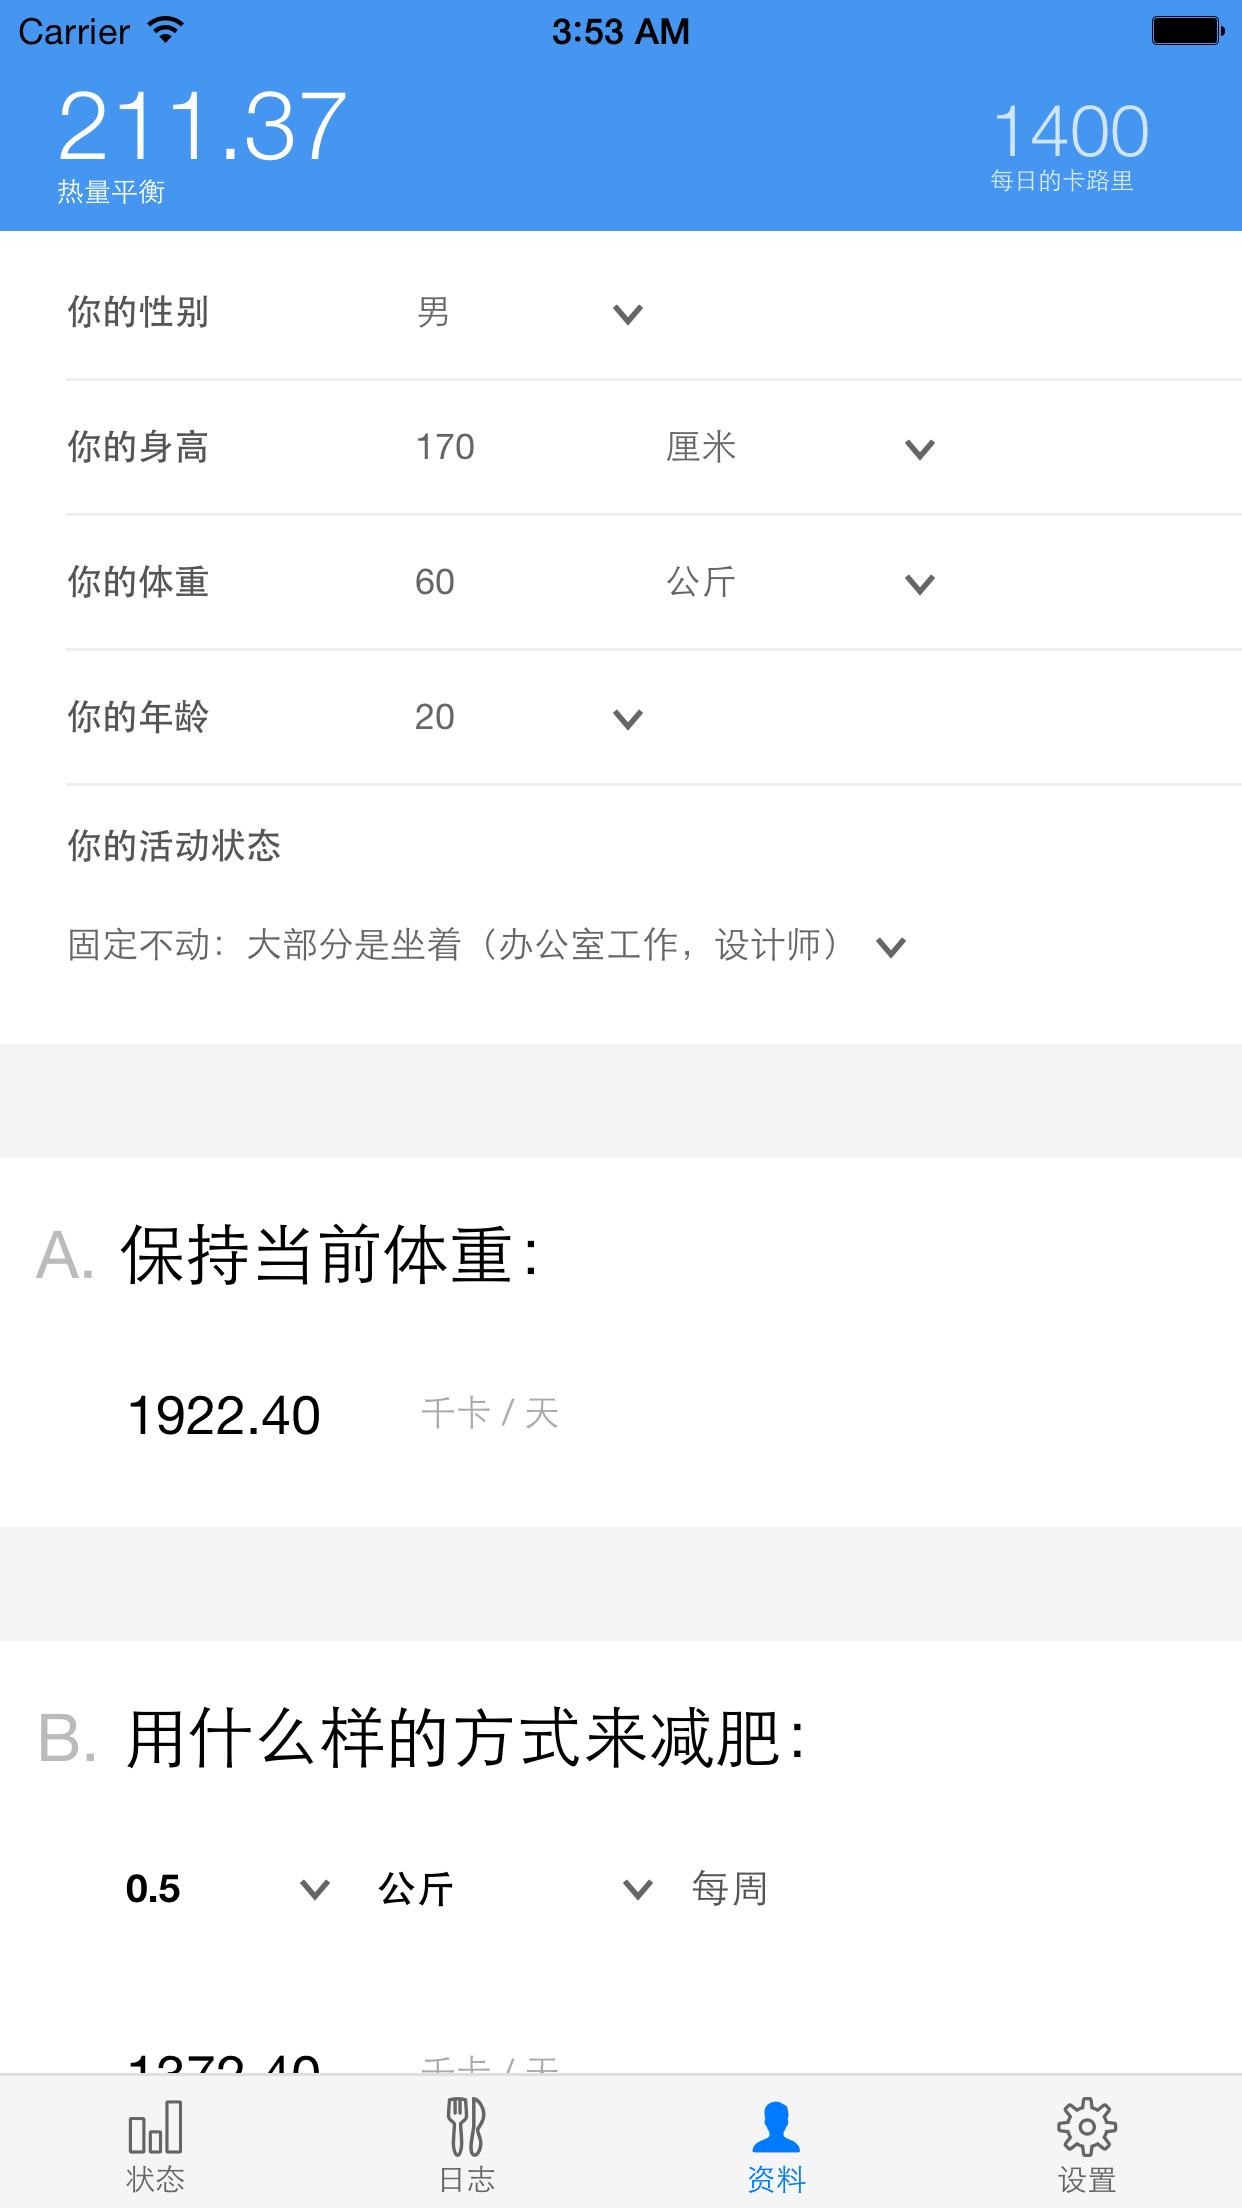 Carrier 3:53 AM
211.37
热量平衡
1400
每日的卡路里
你的性别 男
你的身高 170 厘米
你的体重 60 公斤
你的年龄 20
你的活动状态
固定不动：大部分是坐着（办公室工作，设计师）
A. 保持当前体重：
1922.40 千卡 / 天
B. 用什么样的方式来减肥：
0.5 公斤 每周
1372.40 千卡 / 天
状态 日志 资料 设置